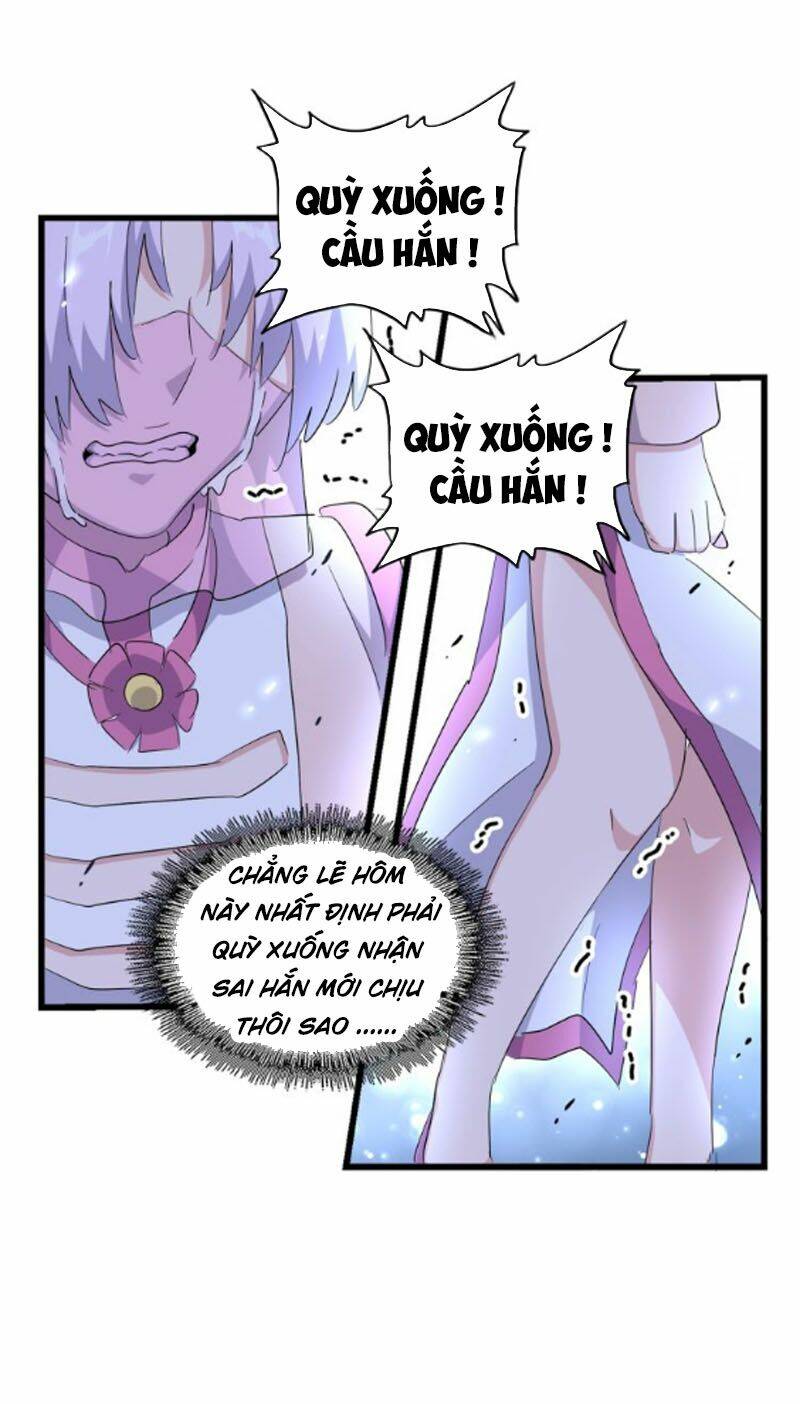 QUỲ XUỐNG !
CẦU HẮN !
QUỲ XUỐNG !
CẦU HẮN !
CHẲNG LẼ HÔM
NÀY NHẤT ĐỊNH PHẢI
QUỲ XUỐNG NHẬN
SAI HẮN MỚI CHỊU
THÔI SAO ......